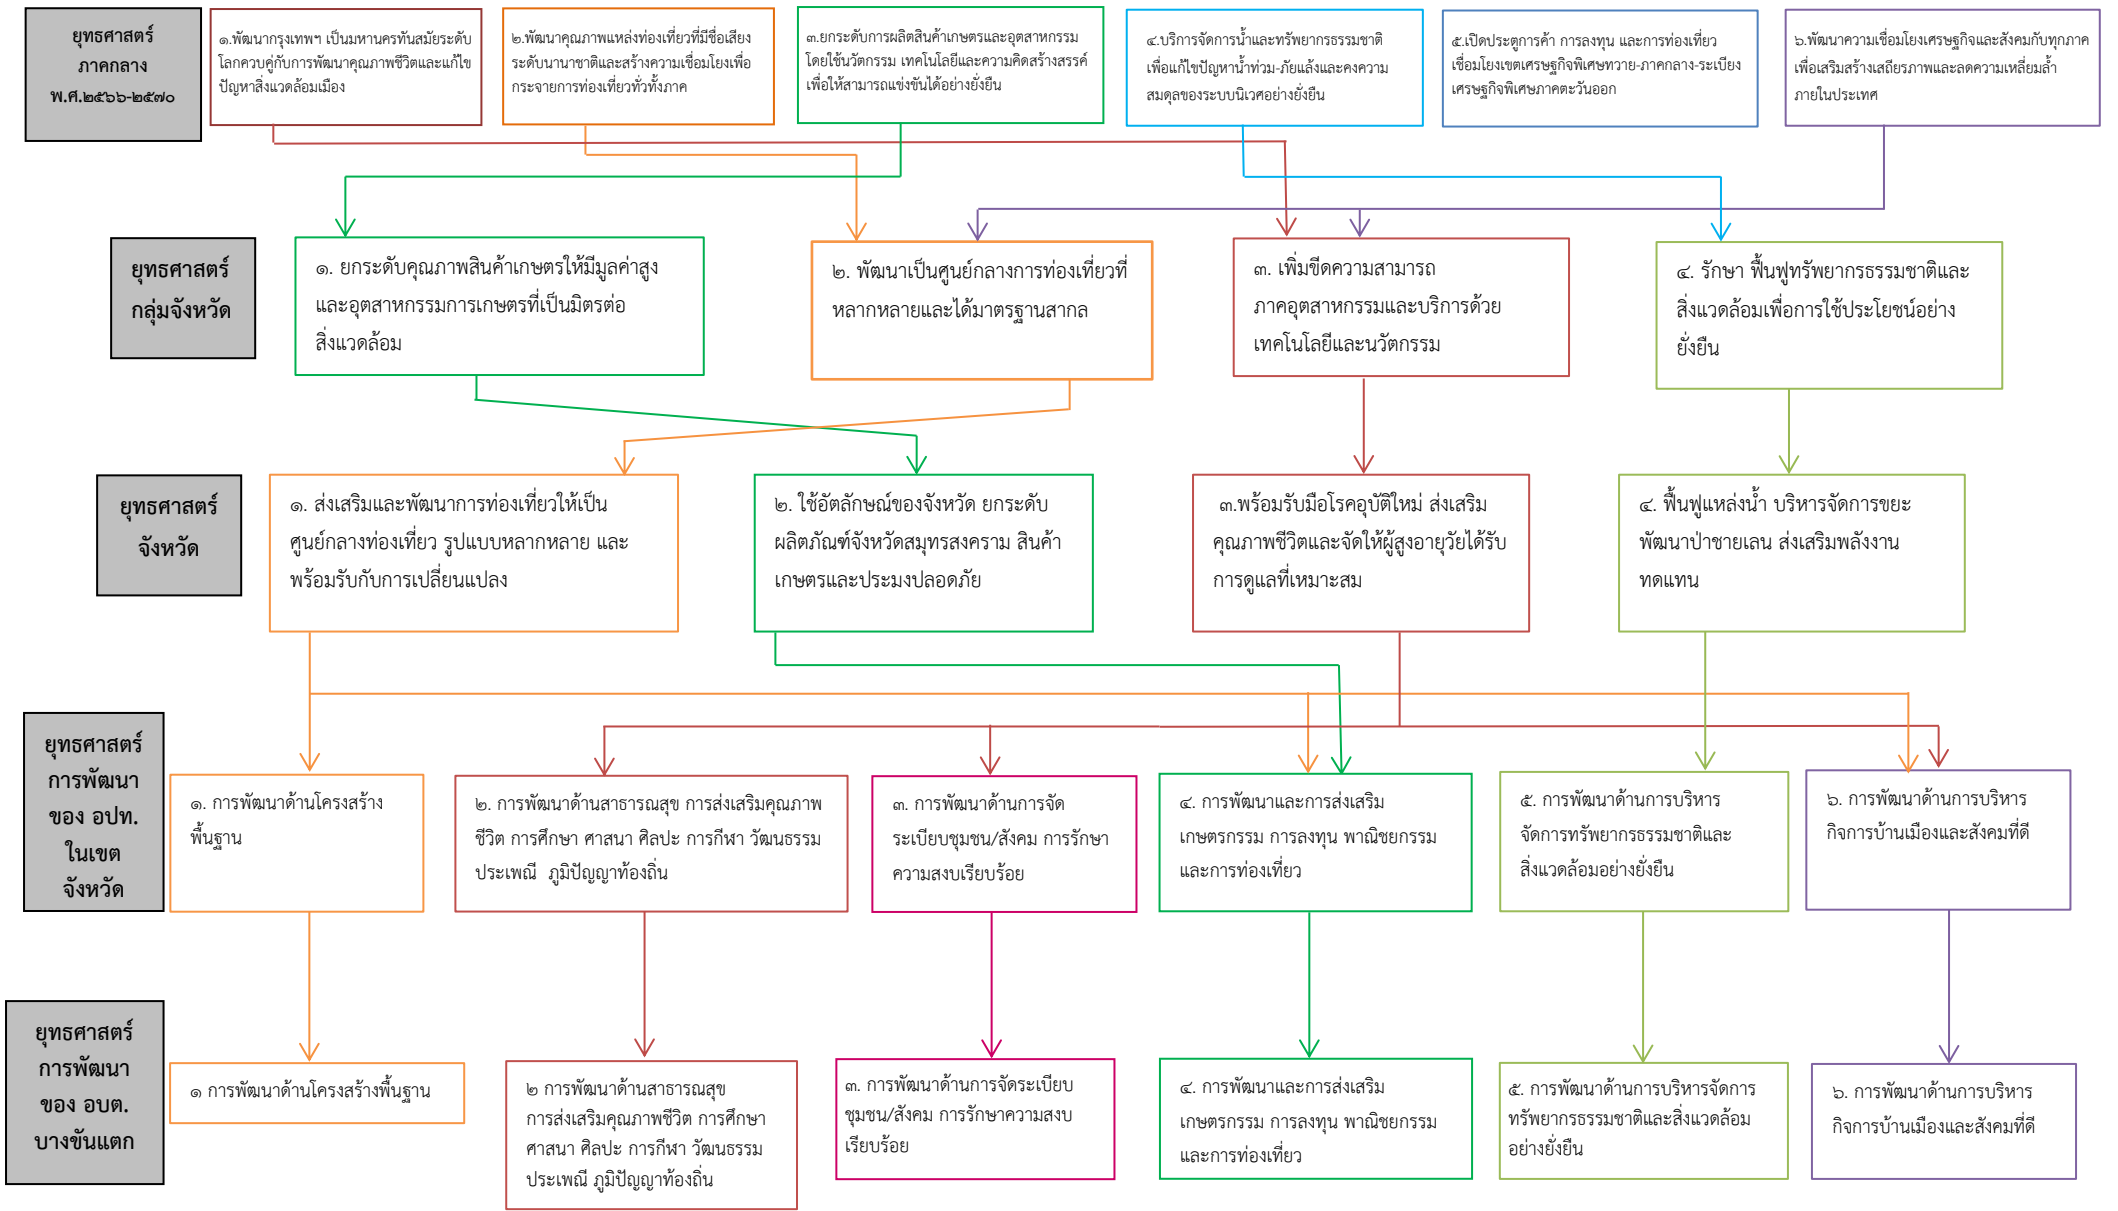 ยุทธศาสตร์
ภาคกลาง
พ.ศ.๒๕๖๖-๒๕๗๐
๑.พัฒนากรุงเทพฯ เป็นมหานครทันสมัยระดับ
โลกควบคู่กับการพัฒนาคุณภาพชีวิตและแก้ไข
ปัญหาสิ่งแวดล้อมเมือง
๒.พัฒนาคุณภาพแหล่งท่องเที่ยวที่มีชื่อเสียง
ระดับนานาชาติและสร้างความเชื่อมโยงเพื่อ
กระจายการท่องเที่ยวทั่วทั้งภาค
๓.ยกระดับการผลิตสินค้าเกษตรและอุตสาหกรรม
โดยใช้นวัตกรรม เทคโนโลยีและความคิดสร้างสรรค์
เพื่อให้สามารถแข่งขันได้อย่างยั่งยืน
๔.บริการจัดการน้ำและทรัพยากรธรรมชาติ
เพื่อแก้ไขปัญหาน้ำท่วม-ภัยแล้งและคงความ
สมดุลของระบบนิเวศอย่างยั่งยืน
๕.เปิดประตูการค้า การลงทุน และการท่องเที่ยว
เชื่อมโยงเขตเศรษฐกิจพิเศษทวาย-ภาคกลาง-ระเบียง
เศรษฐกิจพิเศษภาคตะวันออก
๖.พัฒนาความเชื่อมโยงเศรษฐกิจและสังคมกับทุกภาค
เพื่อเสริมสร้างเสถียรภาพและลดความเหลี่ยมล้ำ
ภายในประเทศ
ยุทธศาสตร์
กลุ่มจังหวัด
๑. ยกระดับคุณภาพสินค้าเกษตรให้มีมูลค่าสูง
และอุตสาหกรรมการเกษตรที่เป็นมิตรต่อ
สิ่งแวดล้อม
๒. พัฒนาเป็นศูนย์กลางการท่องเที่ยวที่
หลากหลายและได้มาตรฐานสากล
๓. เพิ่มขีดความสามารถ
ภาคอุตสาหกรรมและบริการด้วย
เทคโนโลยีและนวัตกรรม
๔. รักษา ฟื้นฟูทรัพยากรธรรมชาติและ
สิ่งแวดล้อมเพื่อการใช้ประโยชน์อย่าง
ยั่งยืน
ยุทธศาสตร์
จังหวัด
๑. ส่งเสริมและพัฒนาการท่องเที่ยวให้เป็น
ศูนย์กลางท่องเที่ยว รูปแบบหลากหลาย และ
พร้อมรับกับการเปลี่ยนแปลง
๒. ใช้อัตลักษณ์ของจังหวัด ยกระดับ
ผลิตภัณฑ์จังหวัดสมุทรสงคราม สินค้า
เกษตรและประมงปลอดภัย
๓.พร้อมรับมือโรคอุบัติใหม่ ส่งเสริม
คุณภาพชีวิตและจัดให้ผู้สูงอายุวัยได้รับ
การดูแลที่เหมาะสม
๔. ฟื้นฟูแหล่งน้ำ บริหารจัดการขยะ
พัฒนาป่าชายเลน ส่งเสริมพลังงาน
ทดแทน
ยุทธศาสตร์
การพัฒนา
ของ อปท.
ในเขต
จังหวัด
๑. การพัฒนาด้านโครงสร้าง
พื้นฐาน
๒. การพัฒนาด้านสาธารณสุข การส่งเสริมคุณภาพ
ชีวิต การศึกษา ศาสนา ศิลปะ การกีฬา วัฒนธรรม
ประเพณี ภูมิปัญญาท้องถิ่น
๓. การพัฒนาด้านการจัด
ระเบียบชุมชน/สังคม การรักษา
ความสงบเรียบร้อย
๔. การพัฒนาและการส่งเสริม
เกษตรกรรม การลงทุน พาณิชยกรรม
และการท่องเที่ยว
๕. การพัฒนาด้านการบริหาร
จัดการทรัพยากรธรรมชาติและ
สิ่งแวดล้อมอย่างยั่งยืน
๖. การพัฒนาด้านการบริหาร
กิจการบ้านเมืองและสังคมที่ดี
ยุทธศาสตร์
การพัฒนา
ของ อบต.
บางขันแตก
๑ การพัฒนาด้านโครงสร้างพื้นฐาน
๒ การพัฒนาด้านสาธารณสุข
การส่งเสริมคุณภาพชีวิต การศึกษา
ศาสนา ศิลปะ การกีฬา วัฒนธรรม
ประเพณี ภูมิปัญญาท้องถิ่น
๓. การพัฒนาด้านการจัดระเบียบ
ชุมชน/สังคม การรักษาความสงบ
เรียบร้อย
๔. การพัฒนาและการส่งเสริม
เกษตรกรรม การลงทุน พาณิชยกรรม
และการท่องเที่ยว
๕. การพัฒนาด้านการบริหารจัดการ
ทรัพยากรธรรมชาติและสิ่งแวดล้อม
อย่างยั่งยืน
๖. การพัฒนาด้านการบริหาร
กิจการบ้านเมืองและสังคมที่ดี